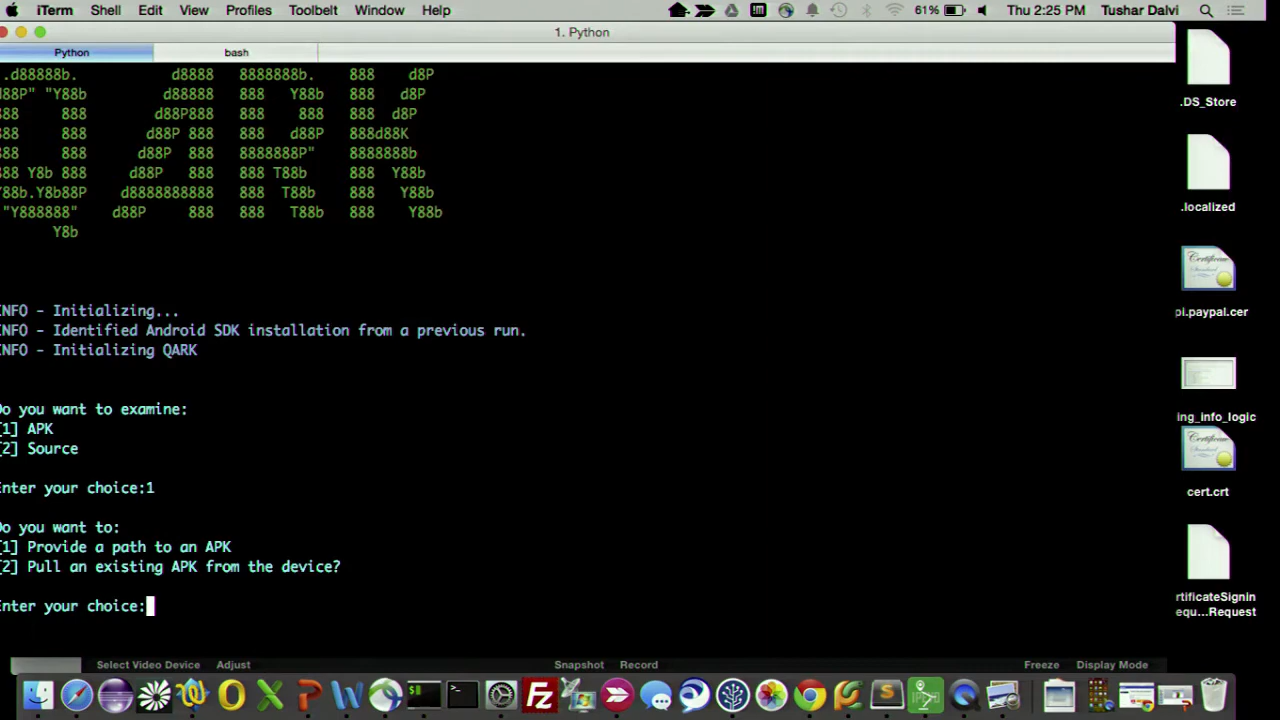 iTerm Shell Edit View Profiles Toolbelt Window Help 61% Thu 2:25 PM Tushar Dalvi
1. Python
Python bash
.d88888b. d8888 8888888b. 888 d8P
d88P" "Y88b d88888 888 Y88b 888 d8P
888 888 d88P888 888 888 888 d8P
888 888 d88P 888 888 d88P 888d88K
888 888 d88P 888 8888888P" 8888888b
888 Y8b 888 d88P 888 888 T88b 888 Y88b
Y88b.Y8b88P d8888888888 888 T88b 888 Y88b
"Y888888" d88P 888 888 T88b 888 Y88b
Y8b
INFO - Initializing...
INFO - Identified Android SDK installation from a previous run.
INFO - Initializing QARK
Do you want to examine:
[1] APK
[2] Source
Enter your choice:1
Do you want to:
[1] Provide a path to an APK
[2] Pull an existing APK from the device?
Enter your choice:
.DS_Store
.localized
pi.paypal.cer
ing_info_logic
cert.crt
rtificateSignin
equ...Request
Select Video Device Adjust Snapshot Record Freeze Display Mode